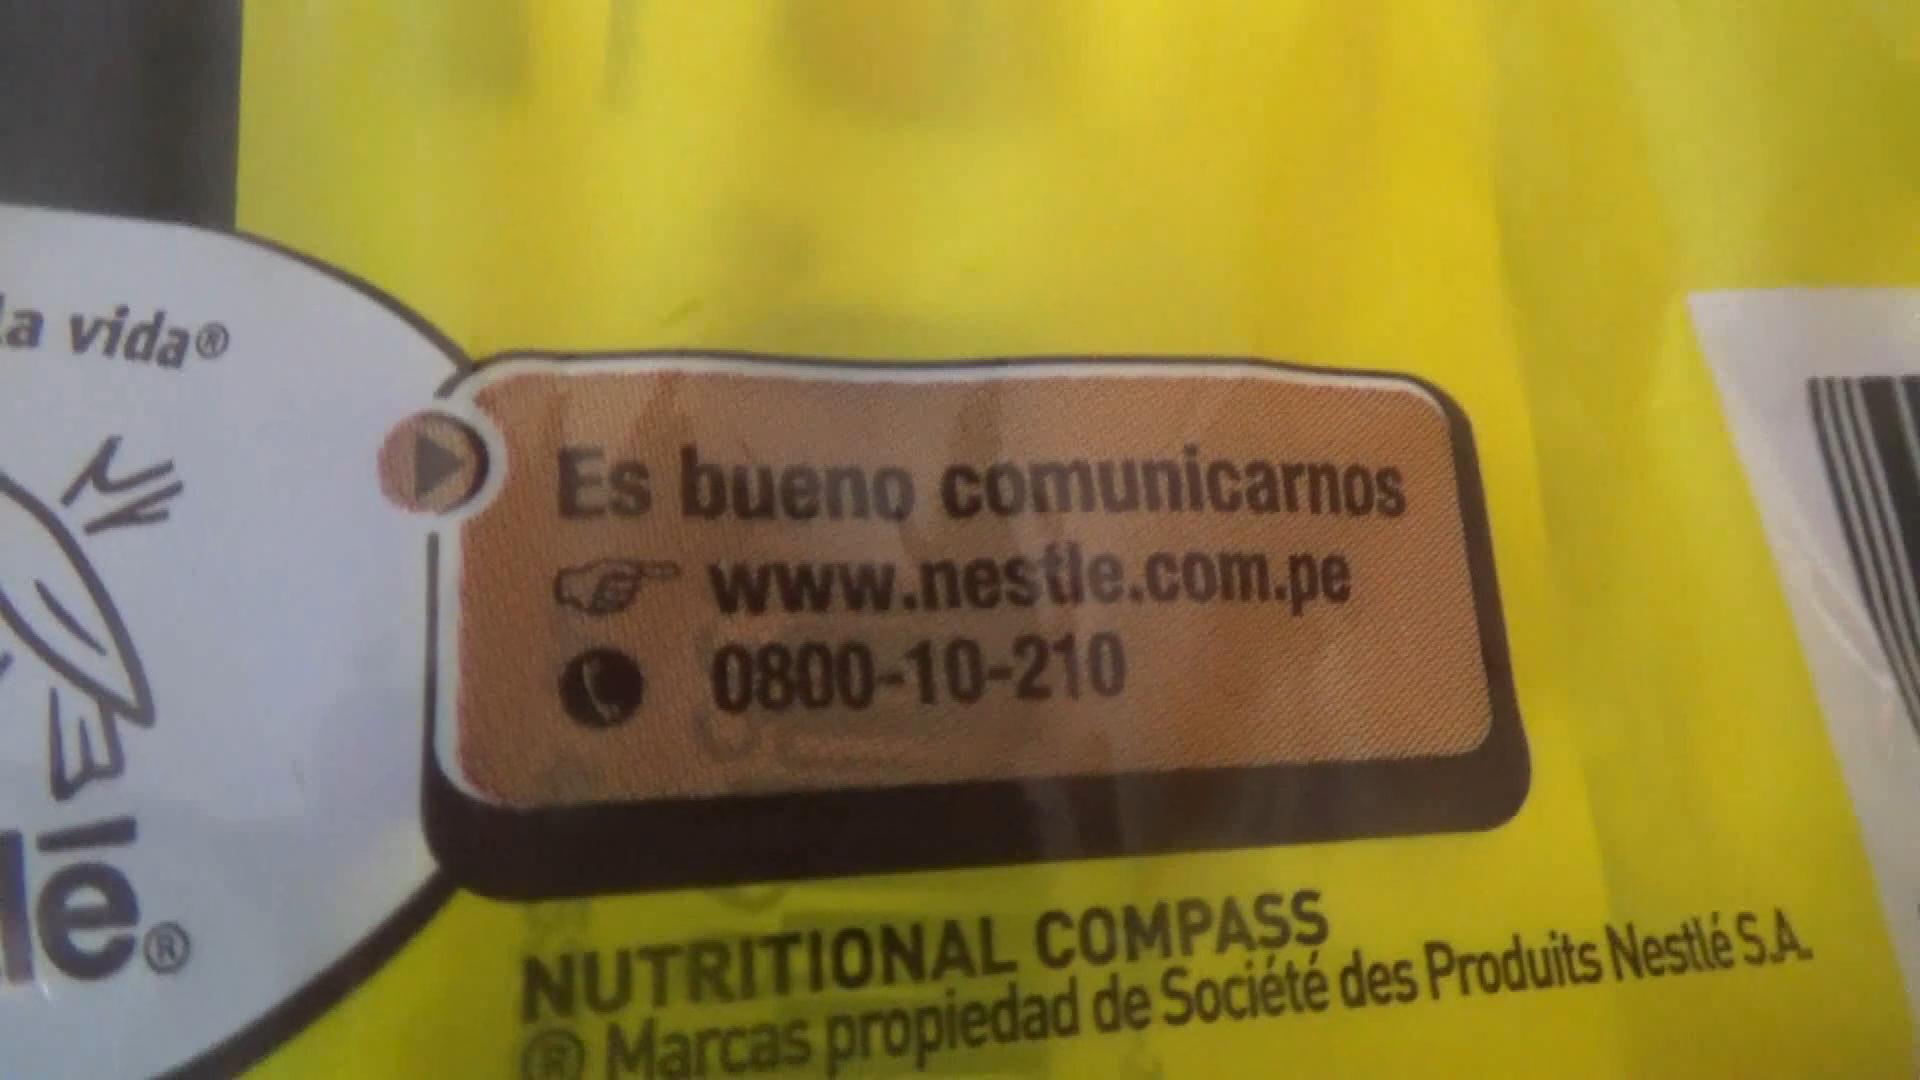 la vida®
Es bueno comunicarnos
www.nestle.com.pe
0800-10-210
lé®
NUTRITIONAL COMPASS
® Marcas propiedad de Société des Produits Nestlé S.A.